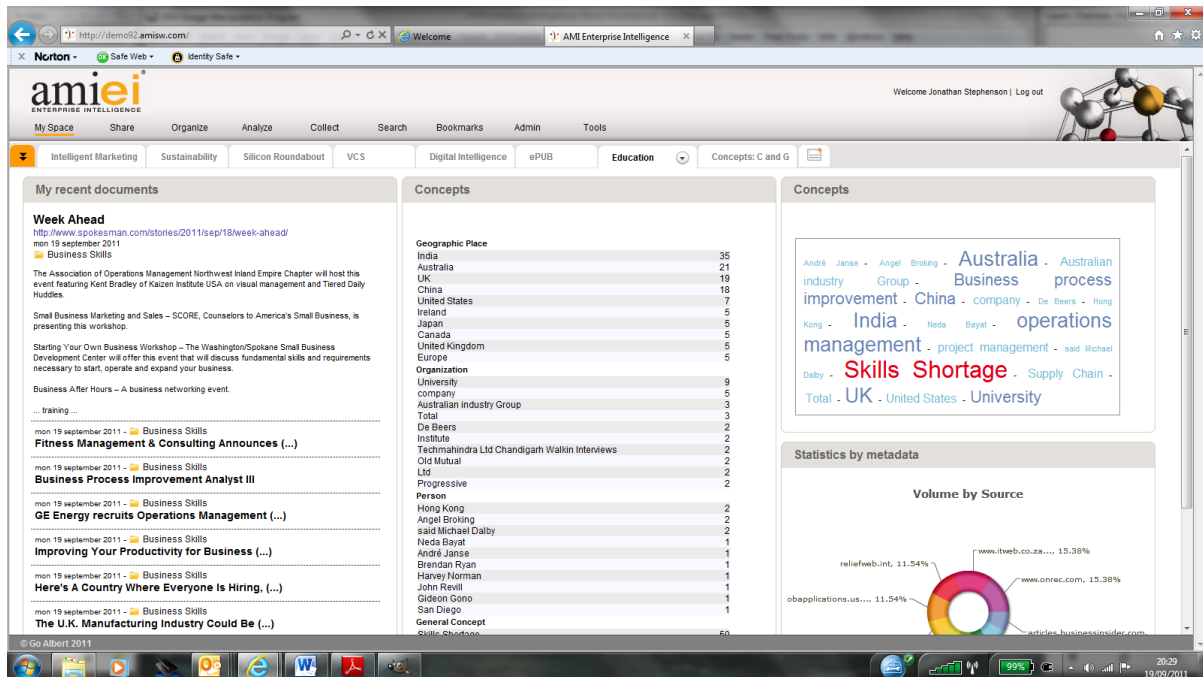 http://demo92.amisw.com/
Welcome
AMI Enterprise Intelligence
Norton
Safe Web
Identity Safe
amiei
ENTERPRISE INTELLIGENCE
Welcome Jonathan Stephenson | Log out
My Space Share Organize Analyze Collect Search Bookmarks Admin Tools
Intelligent Marketing Sustainability Silicon Roundabout VCS Digital Intelligence ePUB Education Concepts: C and G
My recent documents
Week Ahead
http://www.spokesman.com/stories/2011/sep/18/week-ahead/
mon 19 september 2011
Business Skills
The Association of Operations Management Northwest Inland Empire Chapter will host this
event featuring Kent Bradley of Kaizen Institute USA on visual management and Tiered Daily
Huddles.
Small Business Marketing and Sales – SCORE, Counselors to America's Small Business, is
presenting this workshop.
Starting Your Own Business Workshop – The Washington/Spokane Small Business
Development Center will offer this event that will discuss fundamental skills and requirements
necessary to start, operate and expand your business.
Business After Hours – A business networking event.
... training ...
mon 19 september 2011 - Business Skills
Fitness Management & Consulting Announces (...)
mon 19 september 2011 - Business Skills
Business Process Improvement Analyst III
mon 19 september 2011 - Business Skills
GE Energy recruits Operations Management (...)
mon 19 september 2011 - Business Skills
Improving Your Productivity for Business (...)
mon 19 september 2011 - Business Skills
Here's A Country Where Everyone Is Hiring, (...)
mon 19 september 2011 - Business Skills
The U.K. Manufacturing Industry Could Be (...)
Concepts
Geographic Place
India 35
Australia 21
UK 19
China 18
United States 7
Ireland 5
Japan 5
Canada 5
United Kingdom 5
Europe 5
Organization
University 9
company 5
Australian industry Group 3
Total 3
De Beers 2
Institute 2
Techmahindra Ltd Chandigarh Walkin Interviews 2
Old Mutual 2
Ltd 2
Progressive 2
Person
Hong Kong 2
Angel Broking 2
said Michael Dalby 2
Neda Bayat 1
André Janse 1
Brendan Ryan 1
Harvey Norman 1
John Revill 1
Gideon Gono 1
San Diego 1
General Concept
Skills Shortage 50
Concepts
André Janse - Angel Broking - Australia - Australian
industry Group - Business process
improvement - China - company - De Beers - Hong
Kong - India - Neda Bayat - operations
management - project management - said Michael
Dalby - Skills Shortage - Supply Chain -
Total - UK - United States - University
Statistics by metadata
Volume by Source
www.itweb.co.za..., 15.38%
reliefweb.int, 11.54%
www.onrec.com, 15.38%
obapplications.us..., 11.54%
articles.businessinsider.com,
© Go Albert 2011
99%
20:29
19/09/2011